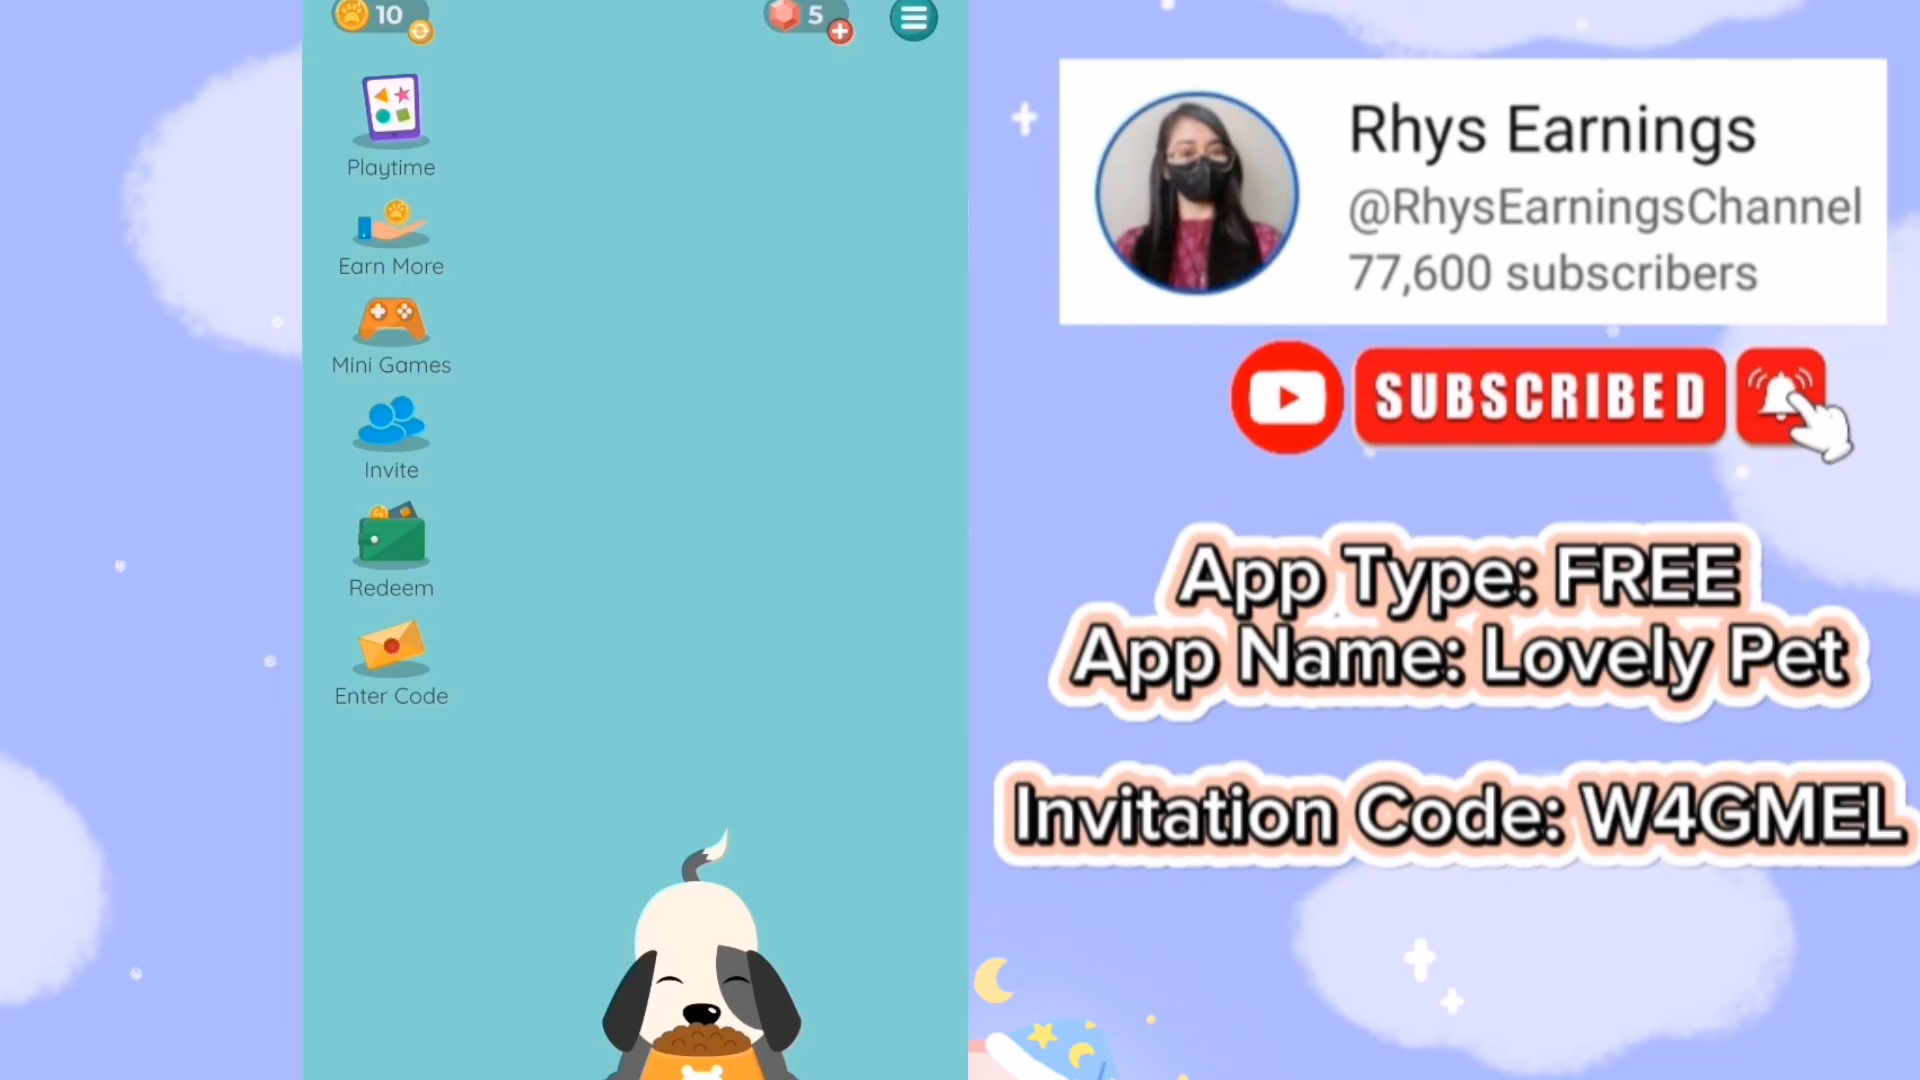 10
5
Playtime
Earn More
Mini Games
Invite
Redeem
Enter Code
Rhys Earnings
@RhysEarningsChannel
77,600 subscribers
SUBSCRIBED
App Type: FREE
App Name: Lovely Pet
Invitation Code: W4GMEL